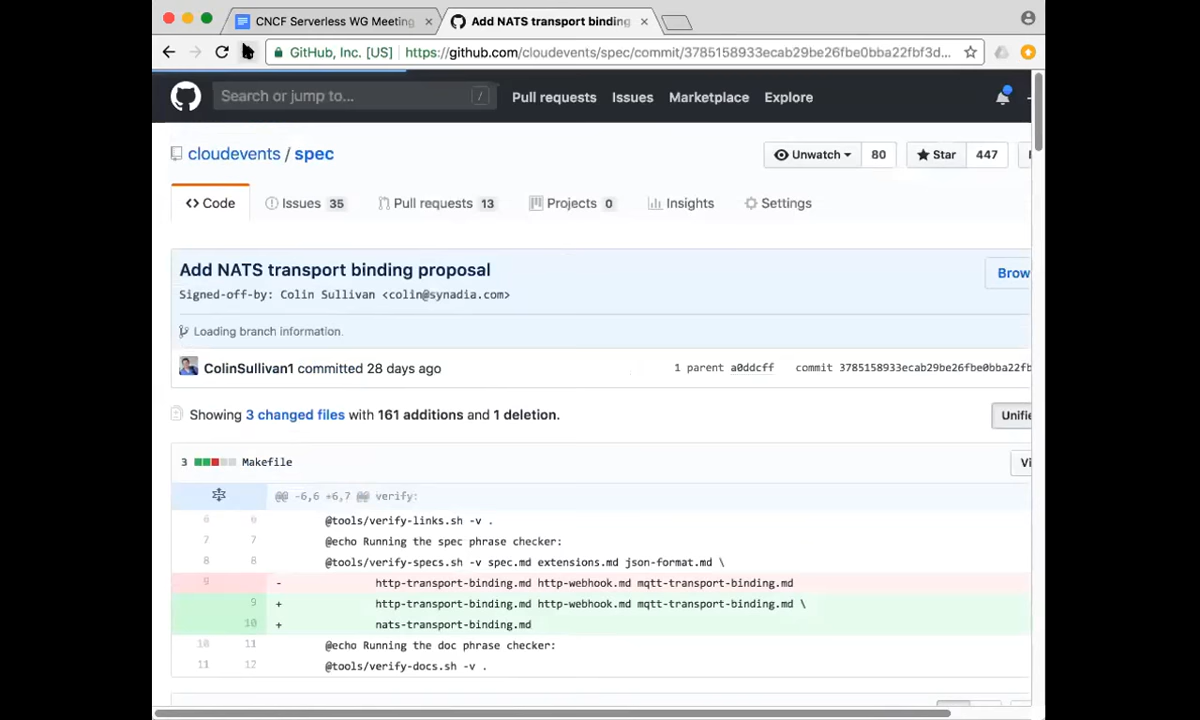 CNCF Serverless WG Meeting ×
Add NATS transport binding ×
GitHub, Inc. [US] https://github.com/cloudevents/spec/commit/3785158933ecab29be26fbe0bba22fbf3d...
Search or jump to... /
Pull requests Issues Marketplace Explore
cloudevents / spec
Unwatch 80
Star 447
<> Code
Issues 35
Pull requests 13
Projects 0
Insights
Settings
Add NATS transport binding proposal
Brow
Signed-off-by: Colin Sullivan <colin@synadia.com>
Loading branch information.
ColinSullivan1 committed 28 days ago
1 parent a0ddcff commit 3785158933ecab29be26fbe0bba22fb
Showing 3 changed files with 161 additions and 1 deletion.
Unifie
3 Makefile
Vi
@@ -6,6 +6,7 @@ verify:
6 6 @tools/verify-links.sh -v .
7 7 @echo Running the spec phrase checker:
8 8 @tools/verify-specs.sh -v spec.md extensions.md json-format.md \
9 - http-transport-binding.md http-webhook.md mqtt-transport-binding.md
9 + http-transport-binding.md http-webhook.md mqtt-transport-binding.md \
10 + nats-transport-binding.md
10 11 @echo Running the doc phrase checker:
11 12 @tools/verify-docs.sh -v .